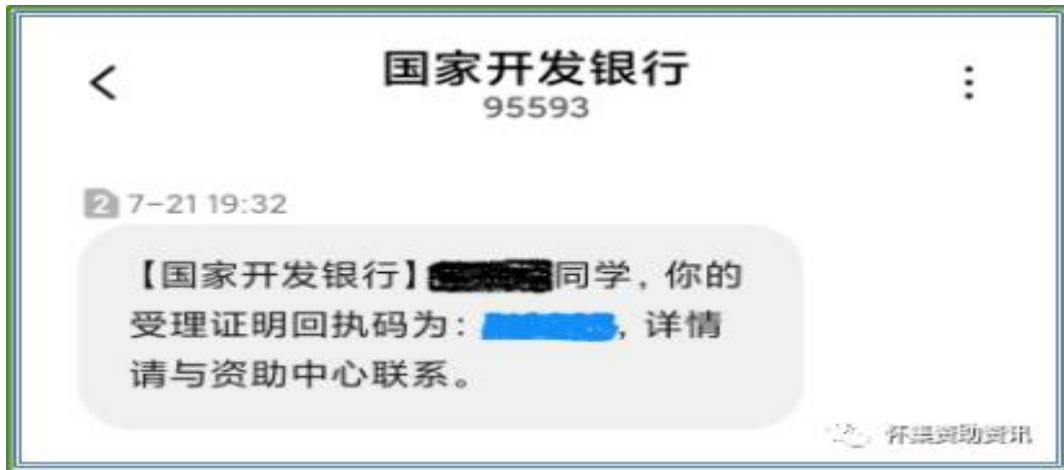 国家开发银行
95593
2 7-21 19:32
【国家开发银行】同学，你的
受理证明回执码为：，详情
请与资助中心联系。
怀集资助资讯